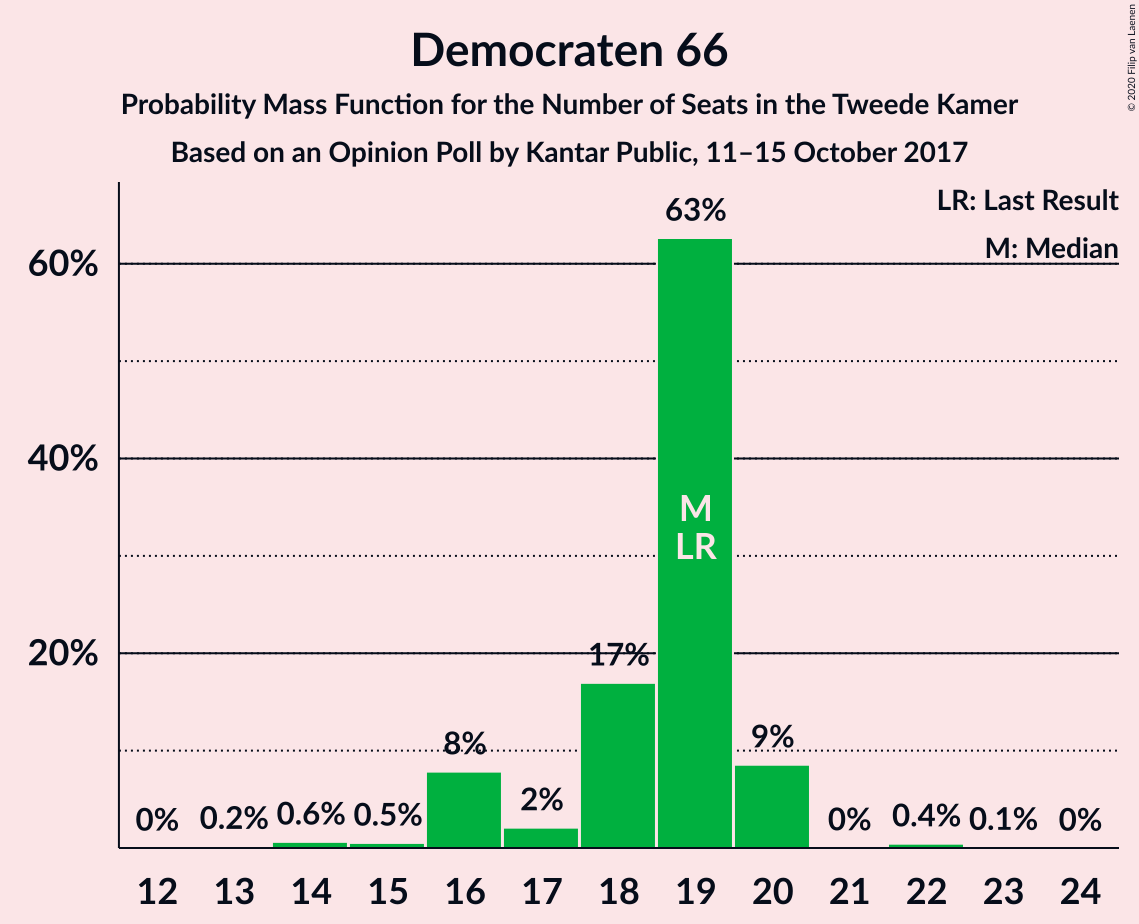 Democraten 66
Probability Mass Function for the Number of Seats in the Tweede Kamer
Based on an Opinion Poll by Kantar Public, 11–15 October 2017
© 2020 Filip van Laenen
LR: Last Result
M: Median
60%
40%
20%
0%
0.2%
0.6%
0.5%
8%
2%
17%
63%
M
LR
9%
0%
0.4%
0.1%
0%
12 13 14 15 16 17 18 19 20 21 22 23 24